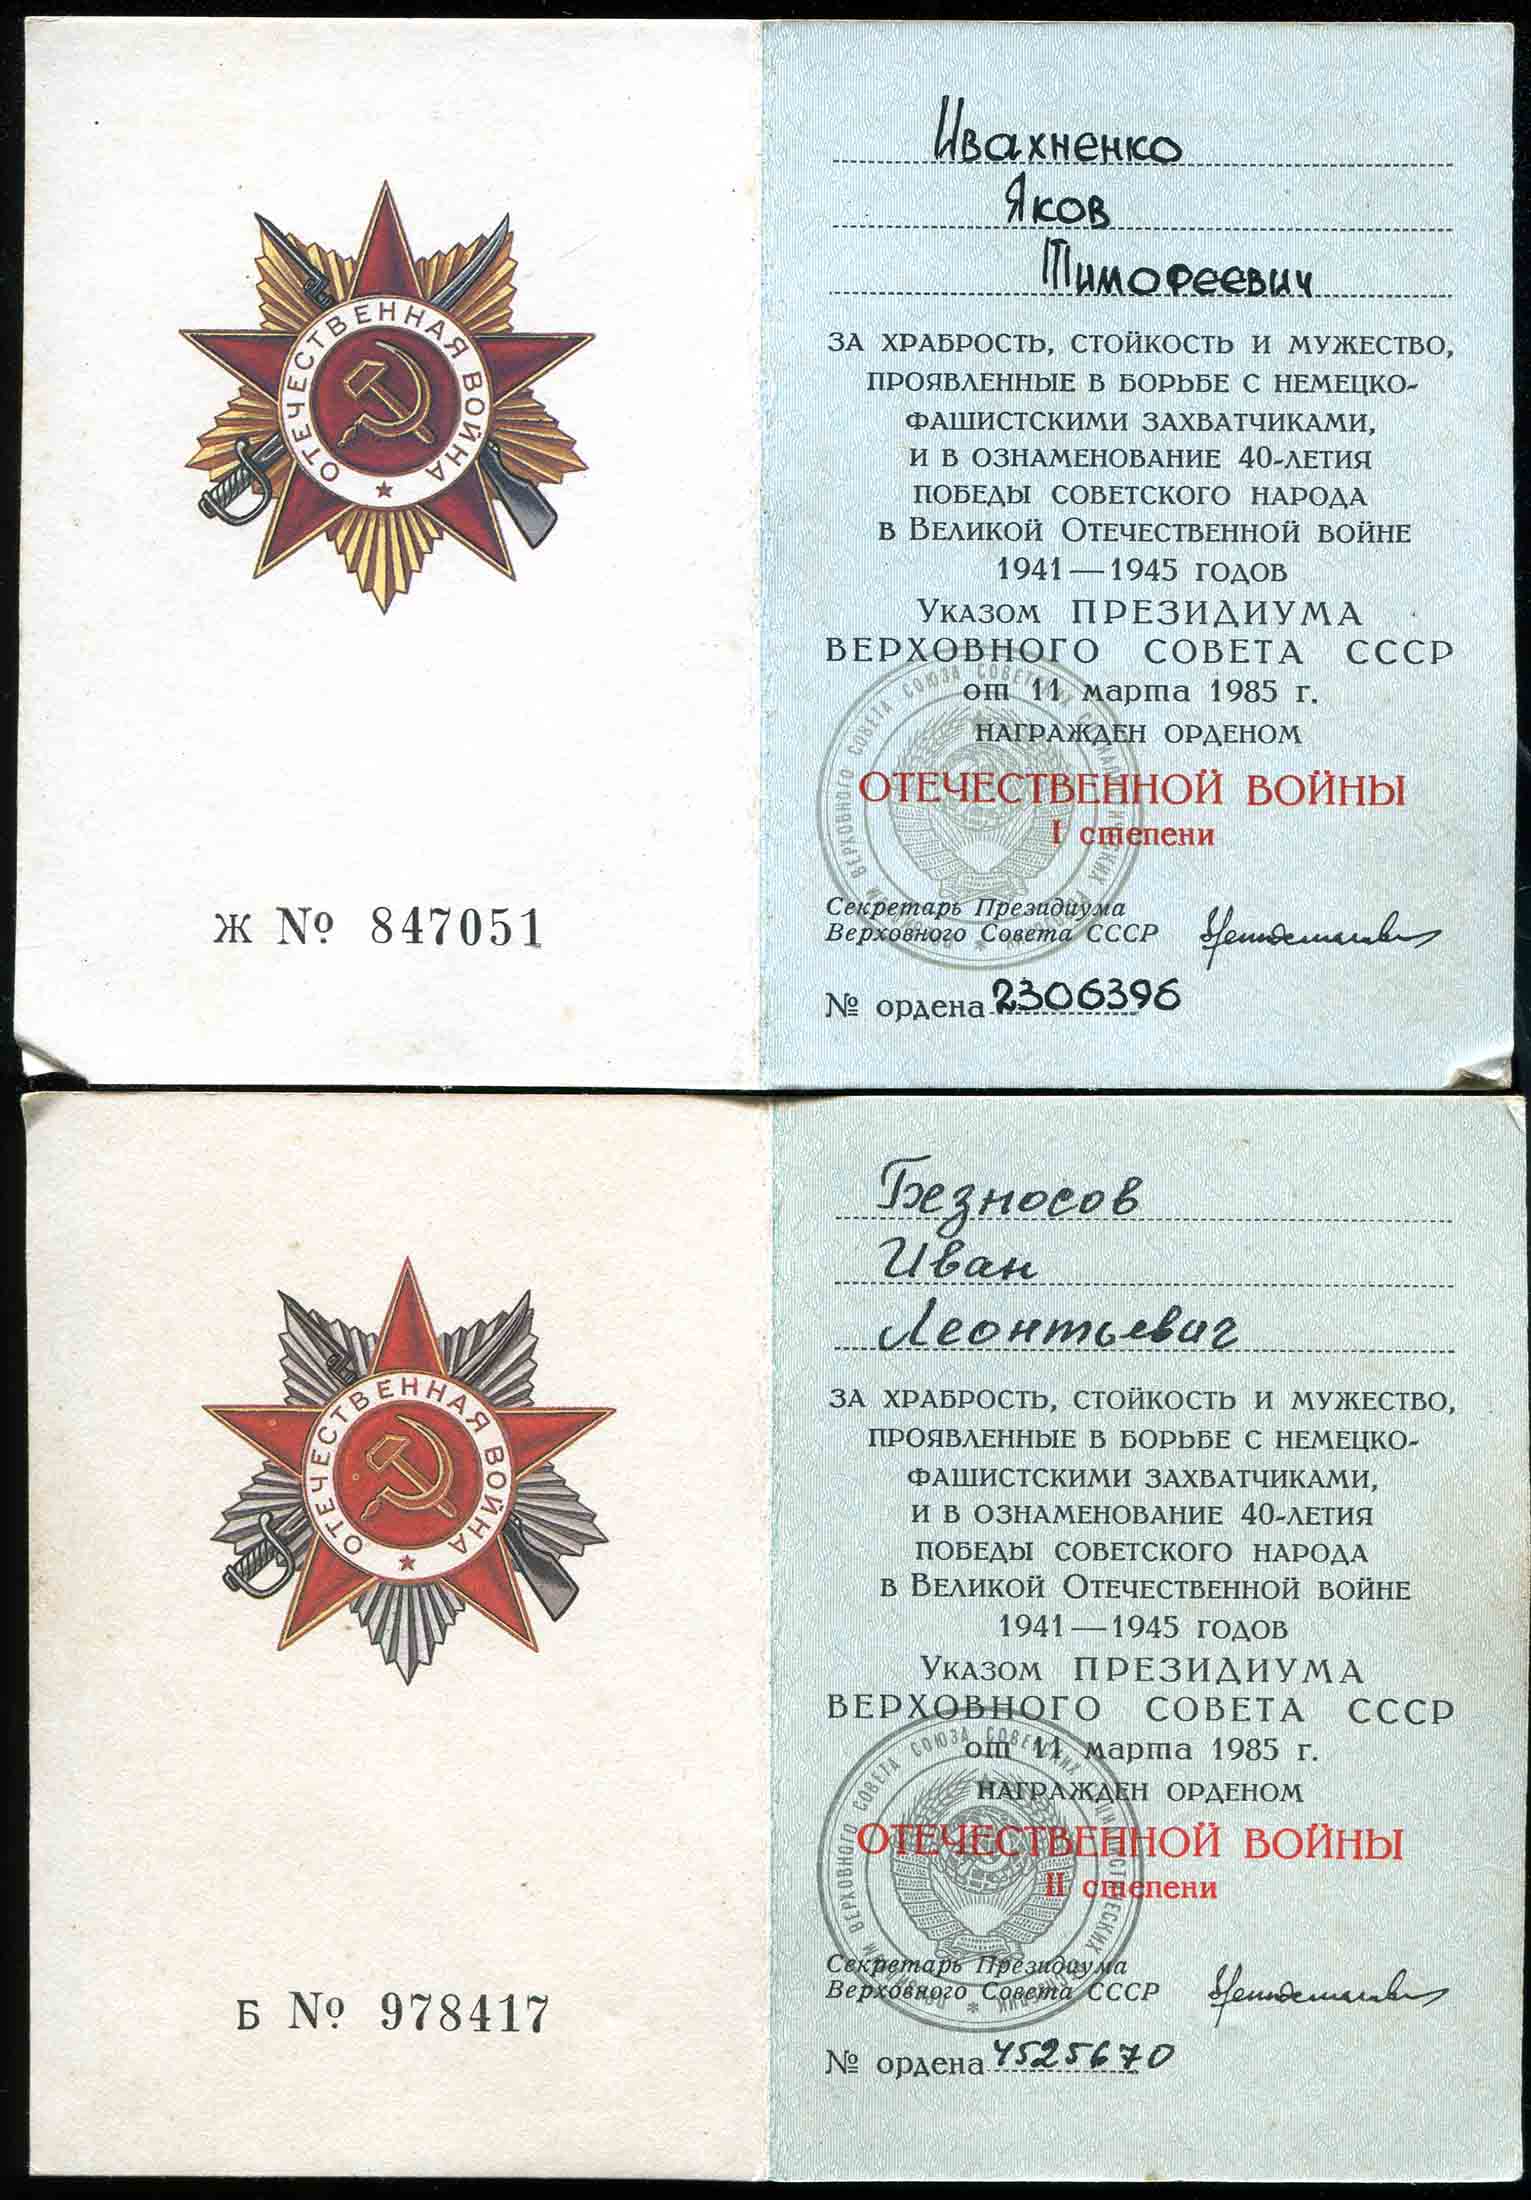 Ивахненко
Яков
Тимофеевич
ОТЕЧЕСТВЕННАЯ ВОЙНА
ЗА ХРАБРОСТЬ, СТОЙКОСТЬ И МУЖЕСТВО,
ПРОЯВЛЕННЫЕ В БОРЬБЕ С НЕМЕЦКО-
ФАШИСТСКИМИ ЗАХВАТЧИКАМИ,
И В ОЗНАМЕНОВАНИЕ 40-ЛЕТИЯ
ПОБЕДЫ СОВЕТСКОГО НАРОДА
В ВЕЛИКОЙ ОТЕЧЕСТВЕННОЙ ВОЙНЕ
1941—1945 ГОДОВ
УКАЗОМ ПРЕЗИДИУМА
ВЕРХОВНОГО СОВЕТА СССР
от 11 марта 1985 г.
НАГРАЖДЕН ОРДЕНОМ
ОТЕЧЕСТВЕННОЙ ВОЙНЫ
I степени
Секретарь Президиума
Верховного Совета СССР
Ж № 847051
№ ордена 2306396
Безносов
Иван
Леонтьевич
ОТЕЧЕСТВЕННАЯ ВОЙНА
ЗА ХРАБРОСТЬ, СТОЙКОСТЬ И МУЖЕСТВО,
ПРОЯВЛЕННЫЕ В БОРЬБЕ С НЕМЕЦКО-
ФАШИСТСКИМИ ЗАХВАТЧИКАМИ,
И В ОЗНАМЕНОВАНИЕ 40-ЛЕТИЯ
ПОБЕДЫ СОВЕТСКОГО НАРОДА
В ВЕЛИКОЙ ОТЕЧЕСТВЕННОЙ ВОЙНЕ
1941—1945 ГОДОВ
УКАЗОМ ПРЕЗИДИУМА
ВЕРХОВНОГО СОВЕТА СССР
от 11 марта 1985 г.
НАГРАЖДЕН ОРДЕНОМ
ОТЕЧЕСТВЕННОЙ ВОЙНЫ
II степени
Секретарь Президиума
Верховного Совета СССР
Б № 978417
№ ордена 4525670